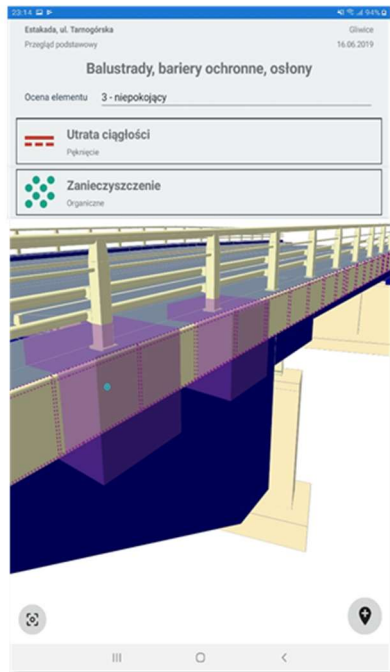 23:14
94%
Estakada, ul. Tarnogórska
Gliwice
Przegląd podstawowy
16.06.2019
Balustrady, bariery ochronne, osłony
Ocena elementu 3 - niepokojący
Utrata ciągłości
Pęknięcie
Zanieczyszczenie
Organiczne